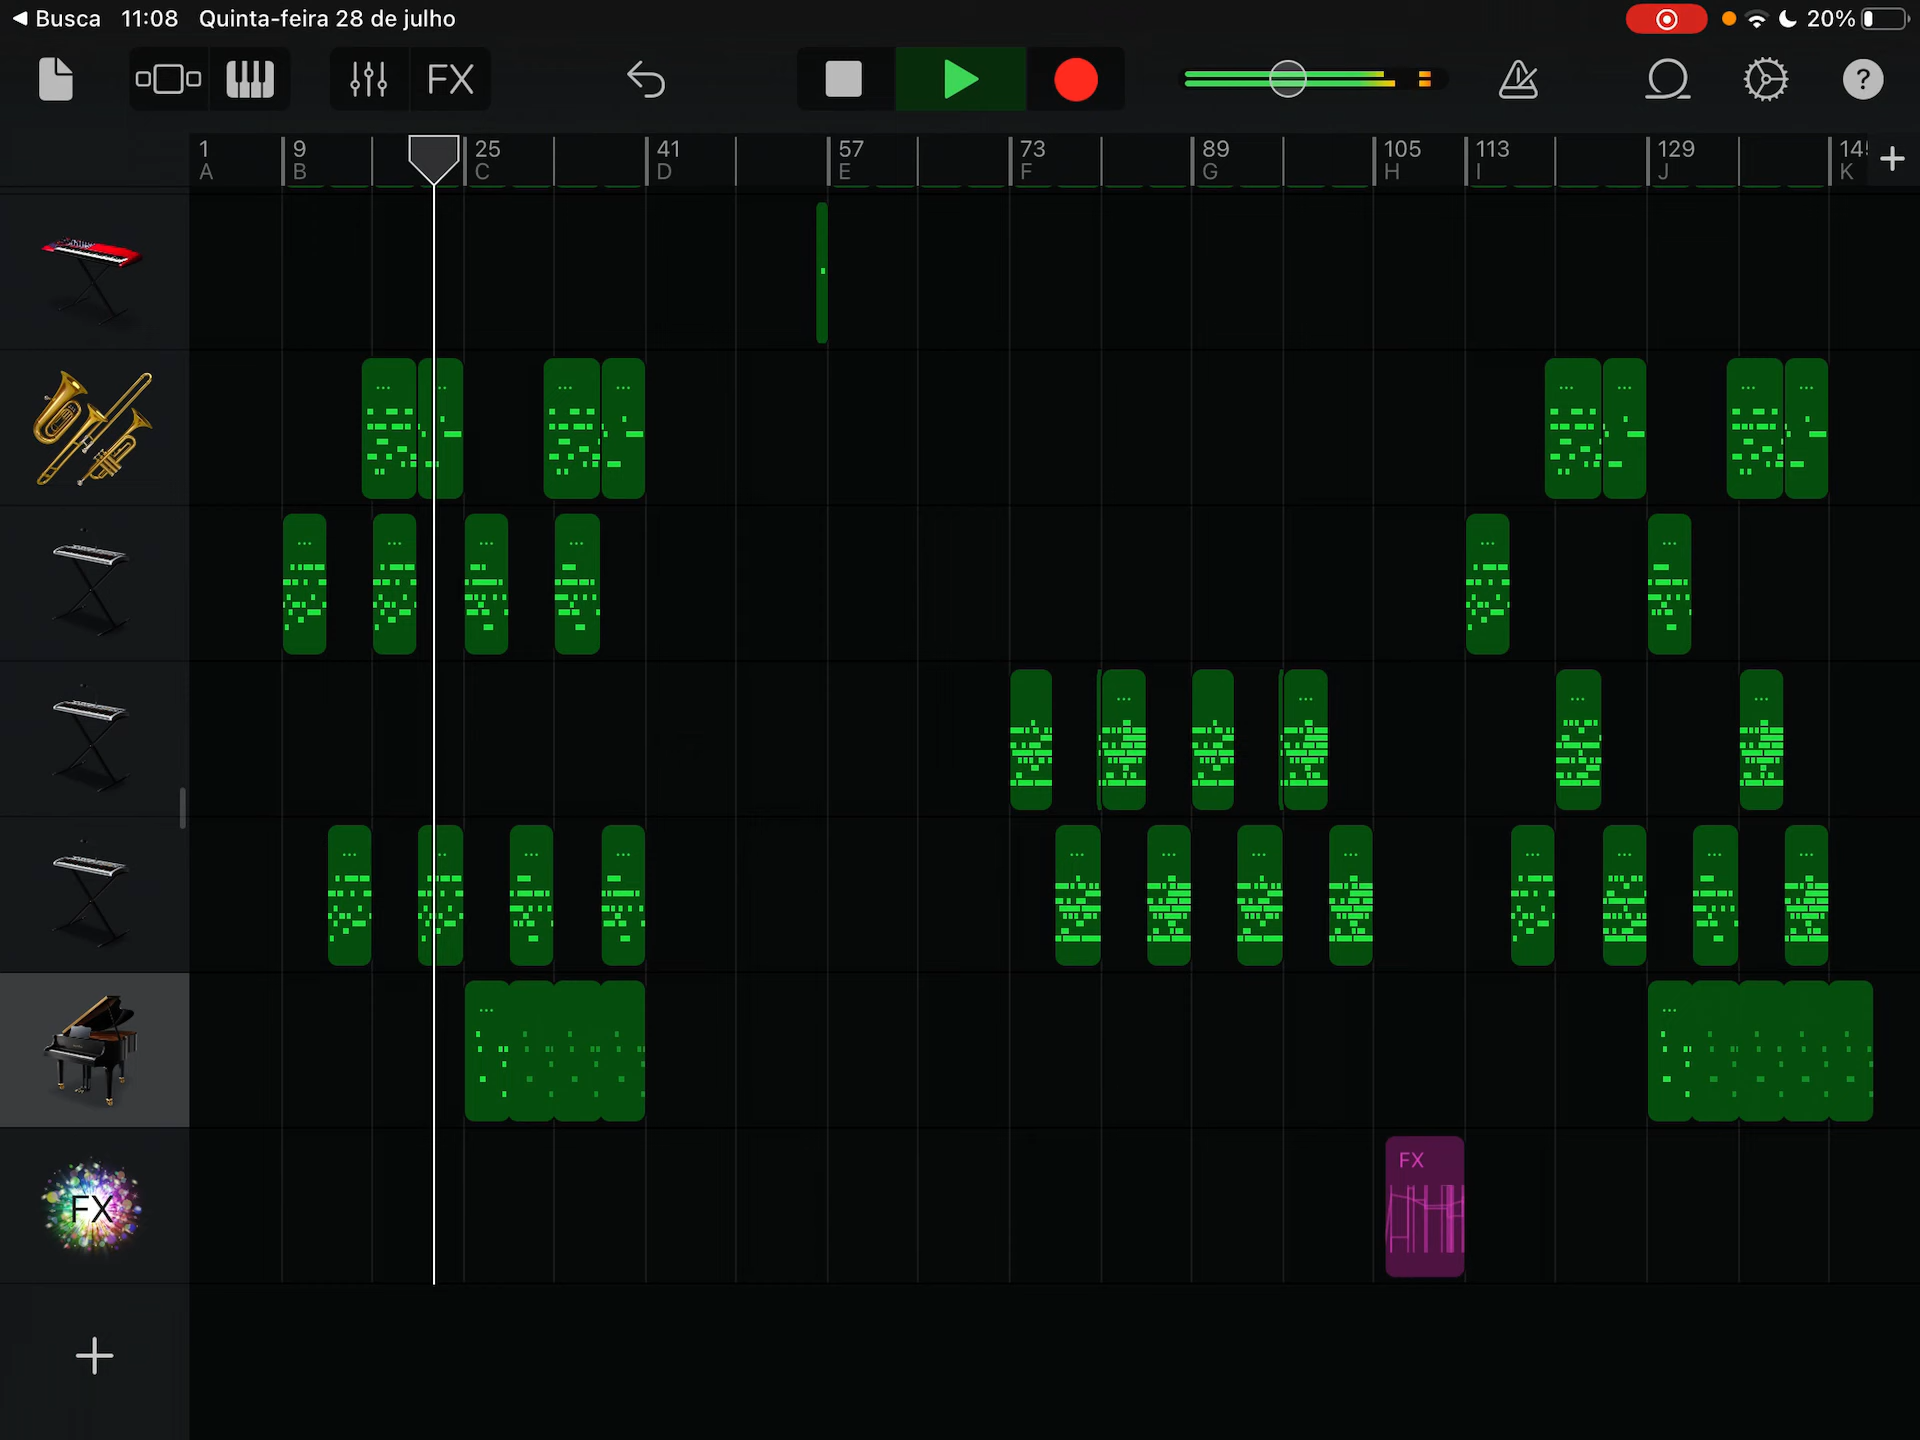 ◀ Busca 11:08 Quinta-feira 28 de julho 20%
FX ?
1 9 25 41 57 73 89 105 113 129 145
A B C D E F G H I J K
FX
FX